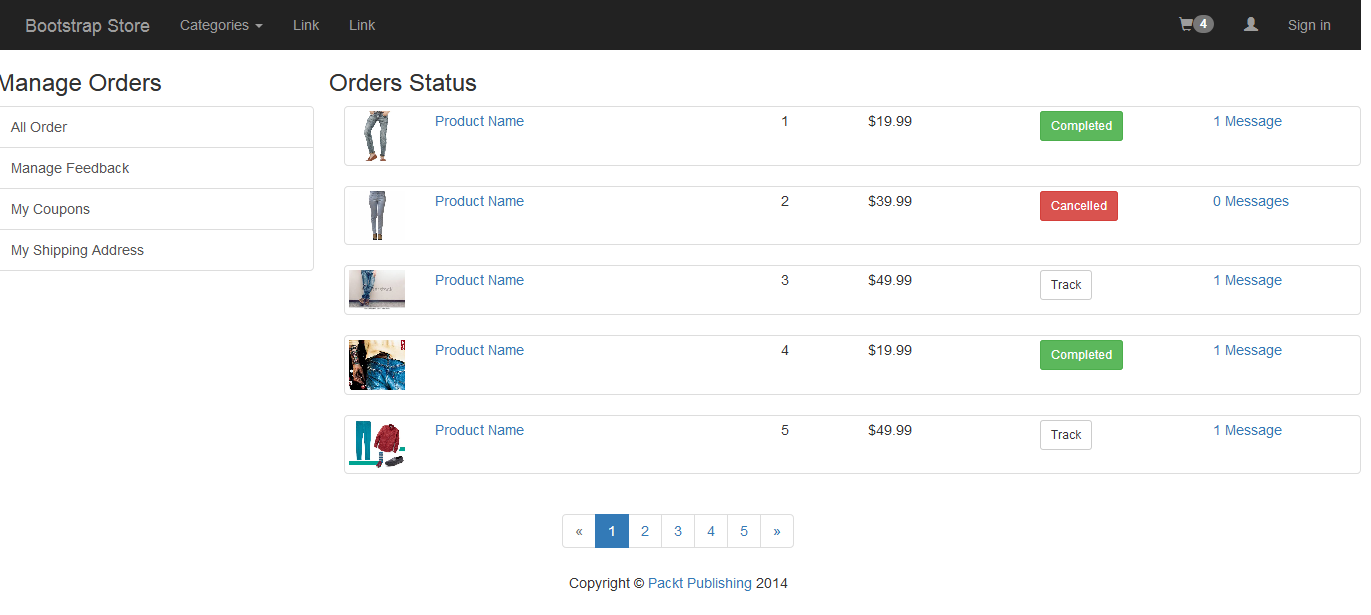 Bootstrap Store Categories Link Link 4 Sign in
Manage Orders
All Order
Manage Feedback
My Coupons
My Shipping Address
Orders Status
Product Name 1 $19.99 Completed 1 Message
Product Name 2 $39.99 Cancelled 0 Messages
Product Name 3 $49.99 Track 1 Message
Product Name 4 $19.99 Completed 1 Message
Product Name 5 $49.99 Track 1 Message
« 1 2 3 4 5 »
Copyright © Packt Publishing 2014